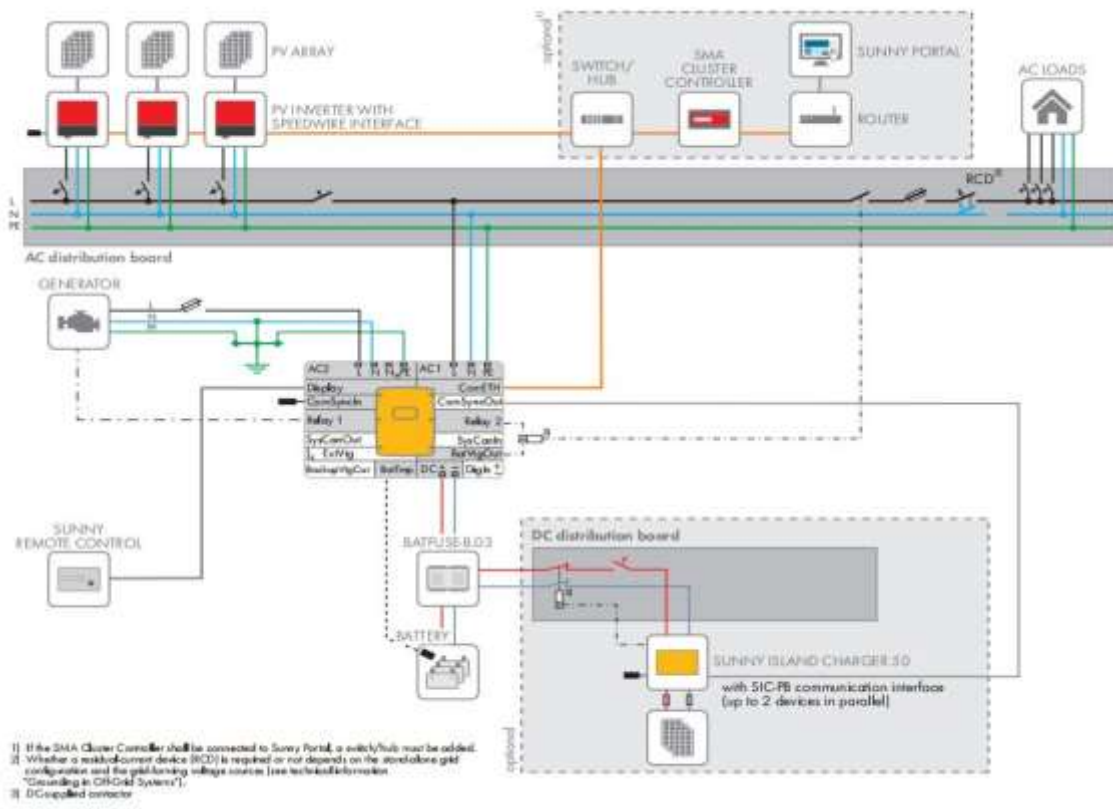 optional
1)
PV ARRAY
SWITCH/
HUB
SMA
CLUSTER
CONTROLLER
SUNNY PORTAL
AC LOADS
PV INVERTER WITH
SPEEDWIRE INTERFACE
ROUTER
RCD
L
N
PE
AC distribution board
GENERATOR
L
N
AC2
L
N
PE
AC1
L
N
PE
Display
ComETH
ComSyncIn
ComSyncOut
Relay 1
Relay 2
SysCanOut
SysCanIn
ExtVtg
BatVtgOut
BackupVtgOut
BatTmp
DC
DigIn
SUNNY
REMOTE CONTROL
BATFUSE-B.03
DC distribution board
BATTERY
SUNNY ISLAND CHARGER 50
with SIC-PB communication interface
(up to 2 devices in parallel)
optional
1) If the SMA Cluster Controller shall be connected to Sunny Portal, a switch/hub must be added.
2) Whether a residual-current device (RCD) is required or not depends on the stand-alone grid
configuration and the grid-forming voltage sources (see technical information
"Grounding in Off-Grid Systems").
3) DC-supplied contactor